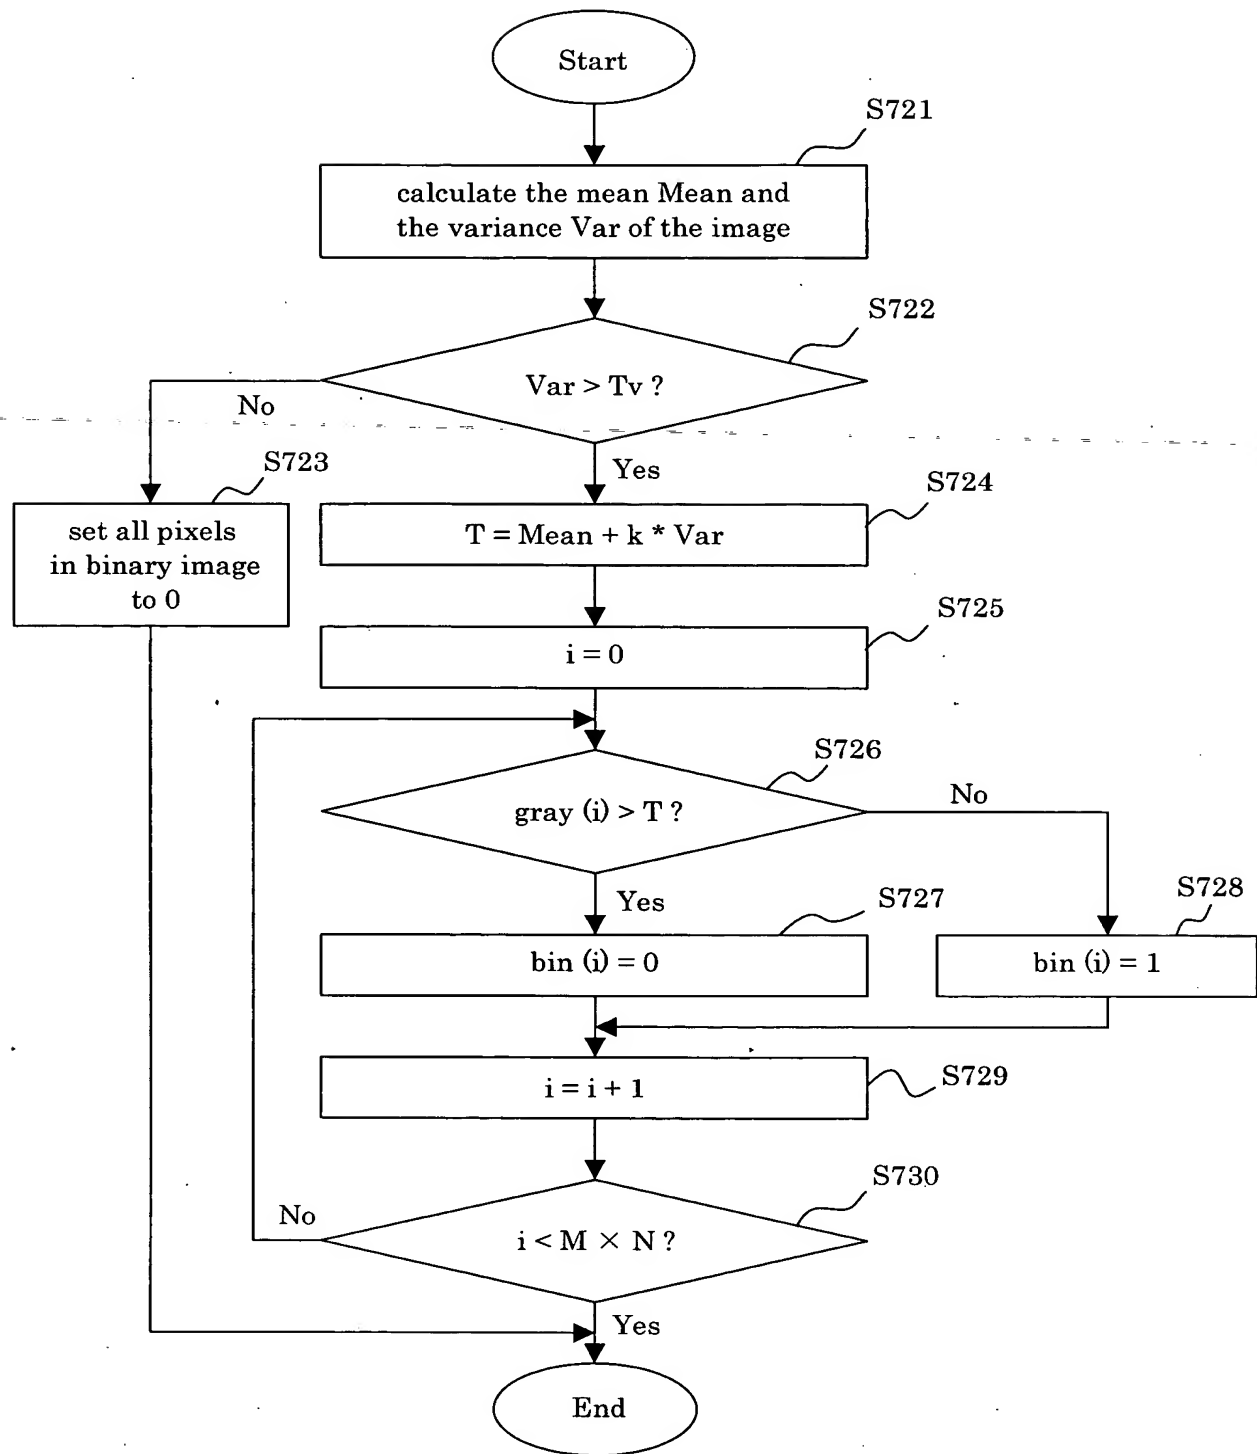 Start
S721
calculate the mean Mean and
the variance Var of the image
S722
Var > Tv ?
No
Yes
S723
set all pixels
in binary image
to 0
S724
T = Mean + k * Var
S725
i = 0
S726
gray (i) > T ?
No
Yes
S727
bin (i) = 0
S728
bin (i) = 1
S729
i = i + 1
S730
i < M × N ?
No
Yes
End